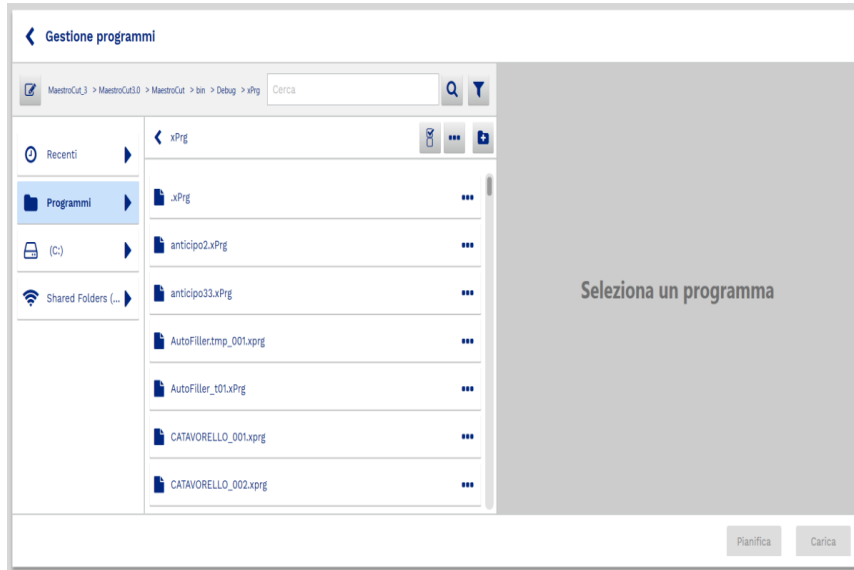 Gestione programmi
MaestroCut_3 > MaestroCut3.0 > MaestroCut > bin > Debug > xPrg
Cerca
Recenti
Programmi
(C:)
Shared Folders (...
xPrg
.xPrg
anticipo2.xPrg
anticipo33.xPrg
AutoFiller.tmp_001.xprg
AutoFiller_t01.xPrg
CATAVORELLO_001.xprg
CATAVORELLO_002.xprg
Seleziona un programma
Pianifica
Carica